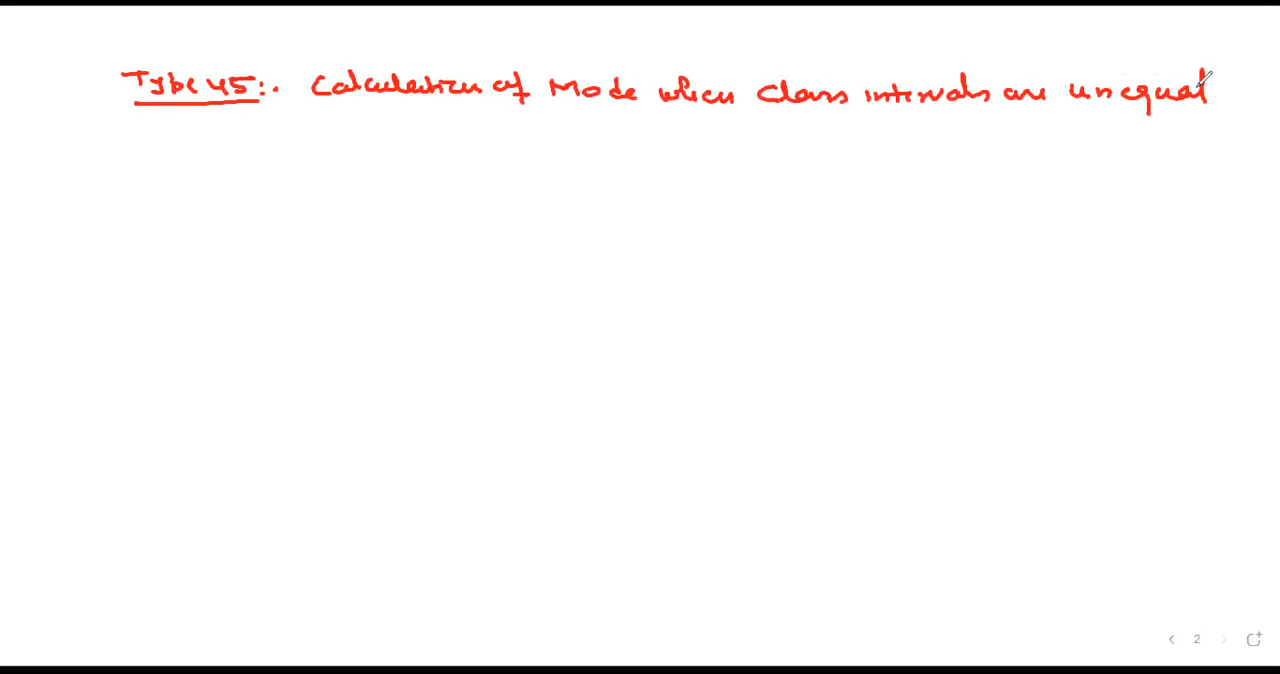 Type 45:. Calculation of Mode when Class intervals are unequal
2